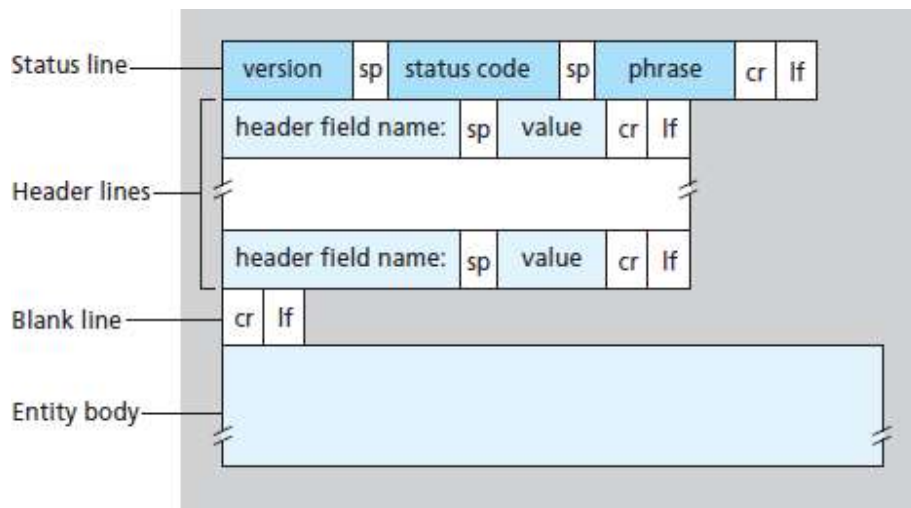 Status line version sp status code sp phrase cr lf
header field name: sp value cr lf
Header lines
header field name: sp value cr lf
Blank line cr lf
Entity body